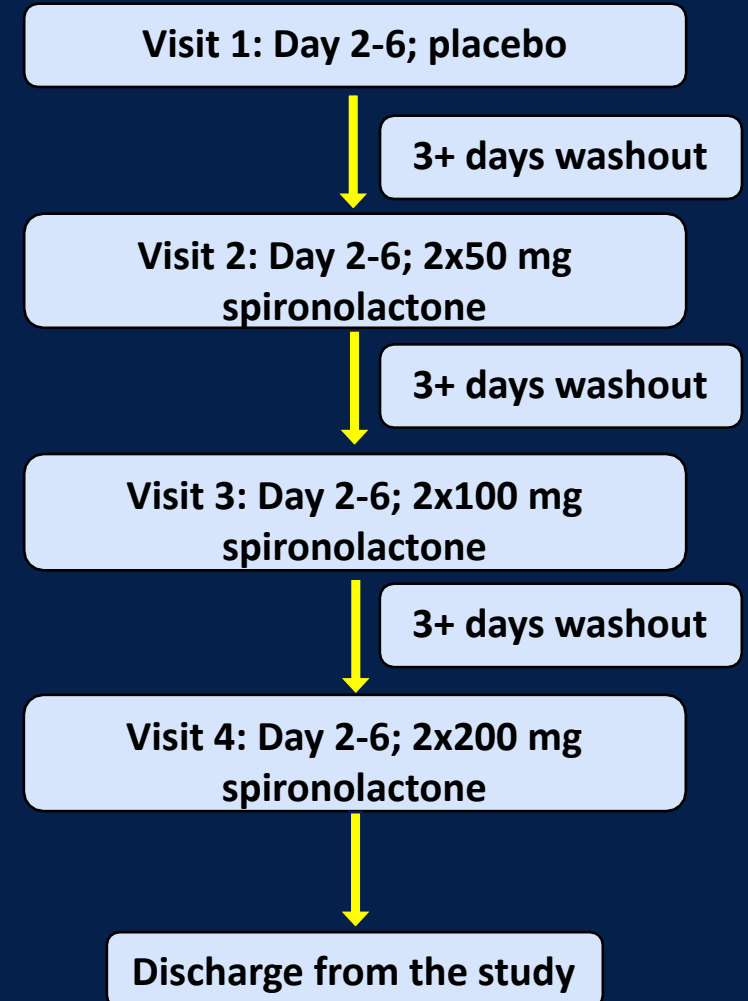 Visit 1: Day 2-6; placebo
3+ days washout
Visit 2: Day 2-6; 2x50 mg
spironolactone
3+ days washout
Visit 3: Day 2-6; 2x100 mg
spironolactone
3+ days washout
Visit 4: Day 2-6; 2x200 mg
spironolactone
Discharge from the study